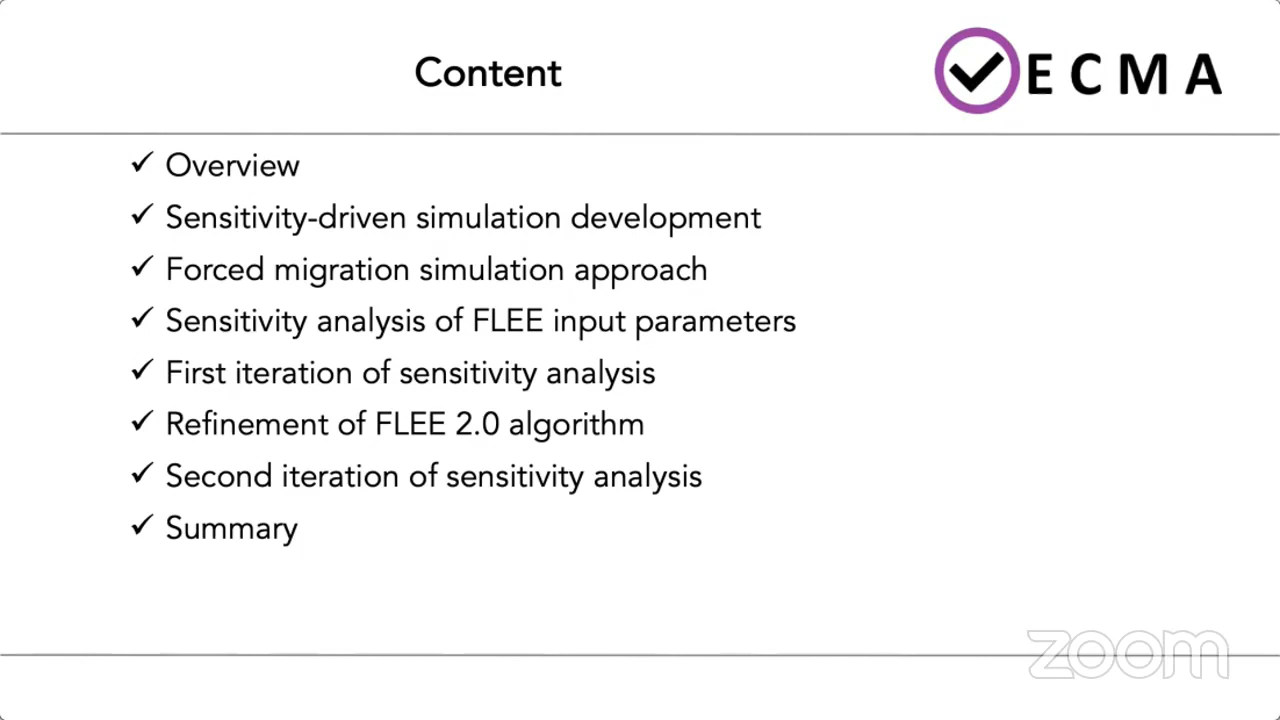 Content
ECMA
✓ Overview
✓ Sensitivity-driven simulation development
✓ Forced migration simulation approach
✓ Sensitivity analysis of FLEE input parameters
✓ First iteration of sensitivity analysis
✓ Refinement of FLEE 2.0 algorithm
✓ Second iteration of sensitivity analysis
✓ Summary
zoom